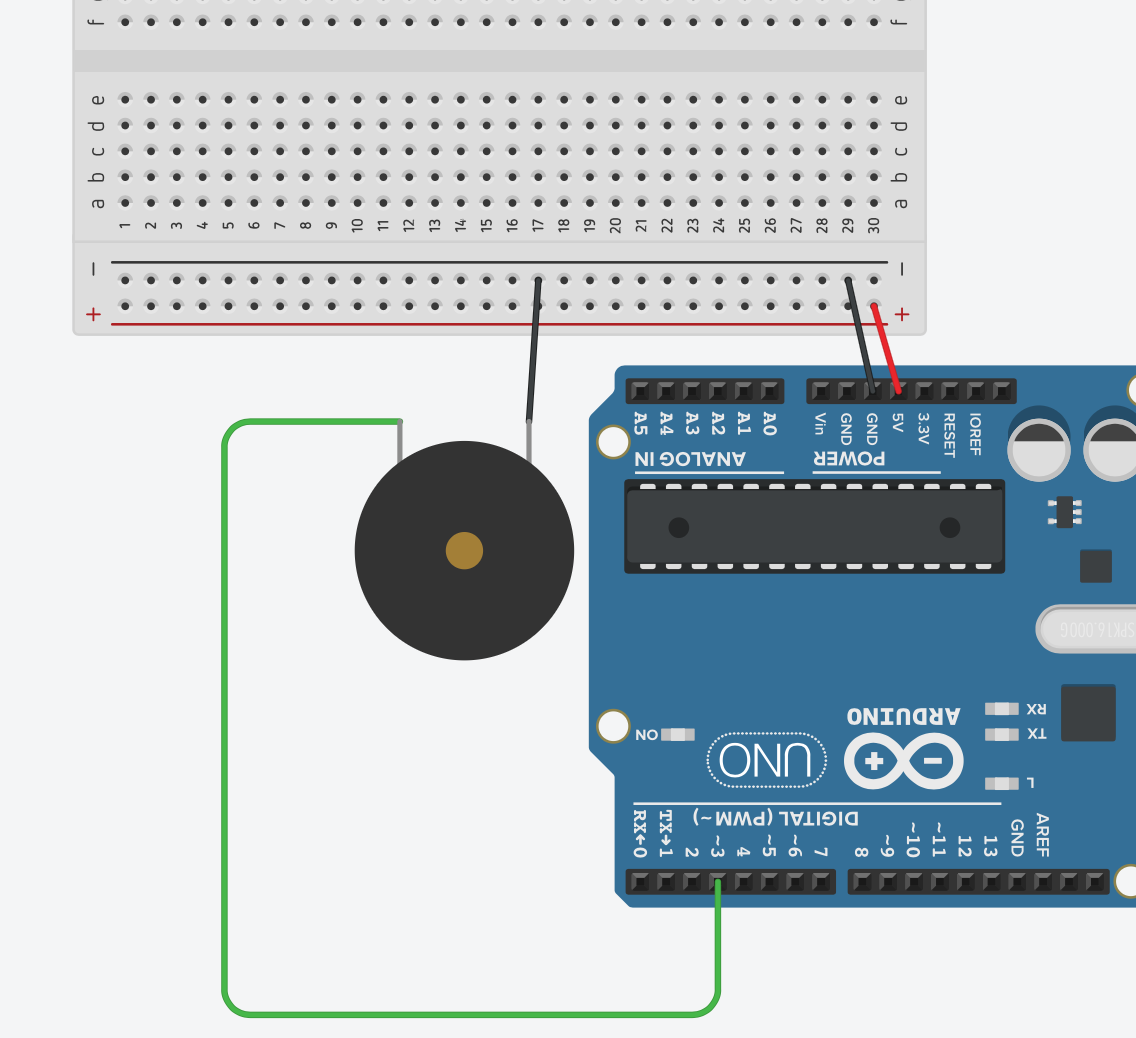 f f
e e
d d
c c
b b
a a
1 2 3 4 5 6 7 8 9 10 11 12 13 14 15 16 17 18 19 20 21 22 23 24 25 26 27 28 29 30
− −
+ +
A5 A4 A3 A2 A1 A0 Vin GND GND 5V 3.3V RESET IOREF
ANALOG IN POWER
SPK16.000G
ARDUINO RX
ON UNO TX
L
DIGITAL (PWM ~)
RX←0 TX→1 2 ~3 4 ~5 ~6 7 8 ~9 ~10 ~11 12 13 GND AREF